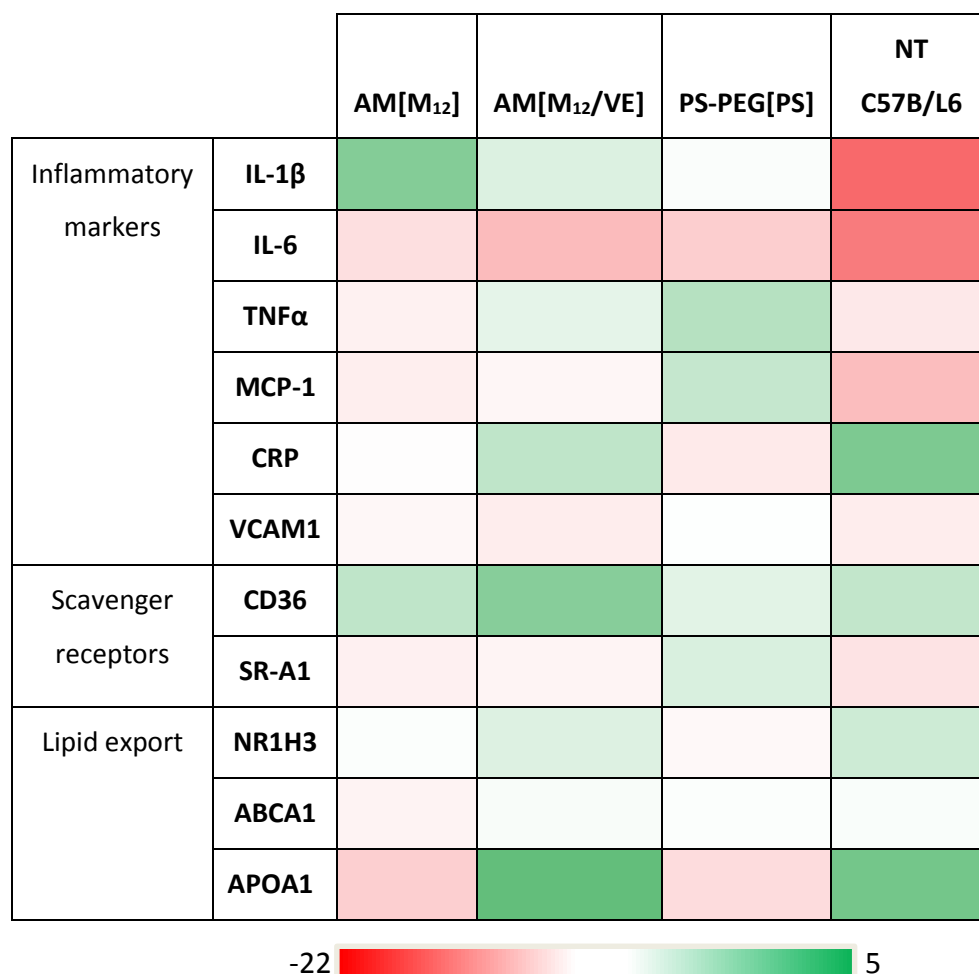 NT
AM[M₁₂] AM[M₁₂/VE] PS-PEG[PS] C57B/L6
Inflammatory IL-1β
markers
IL-6
TNFα
MCP-1
CRP
VCAM1
Scavenger CD36
receptors
SR-A1
Lipid export NR1H3
ABCA1
APOA1
-22 5